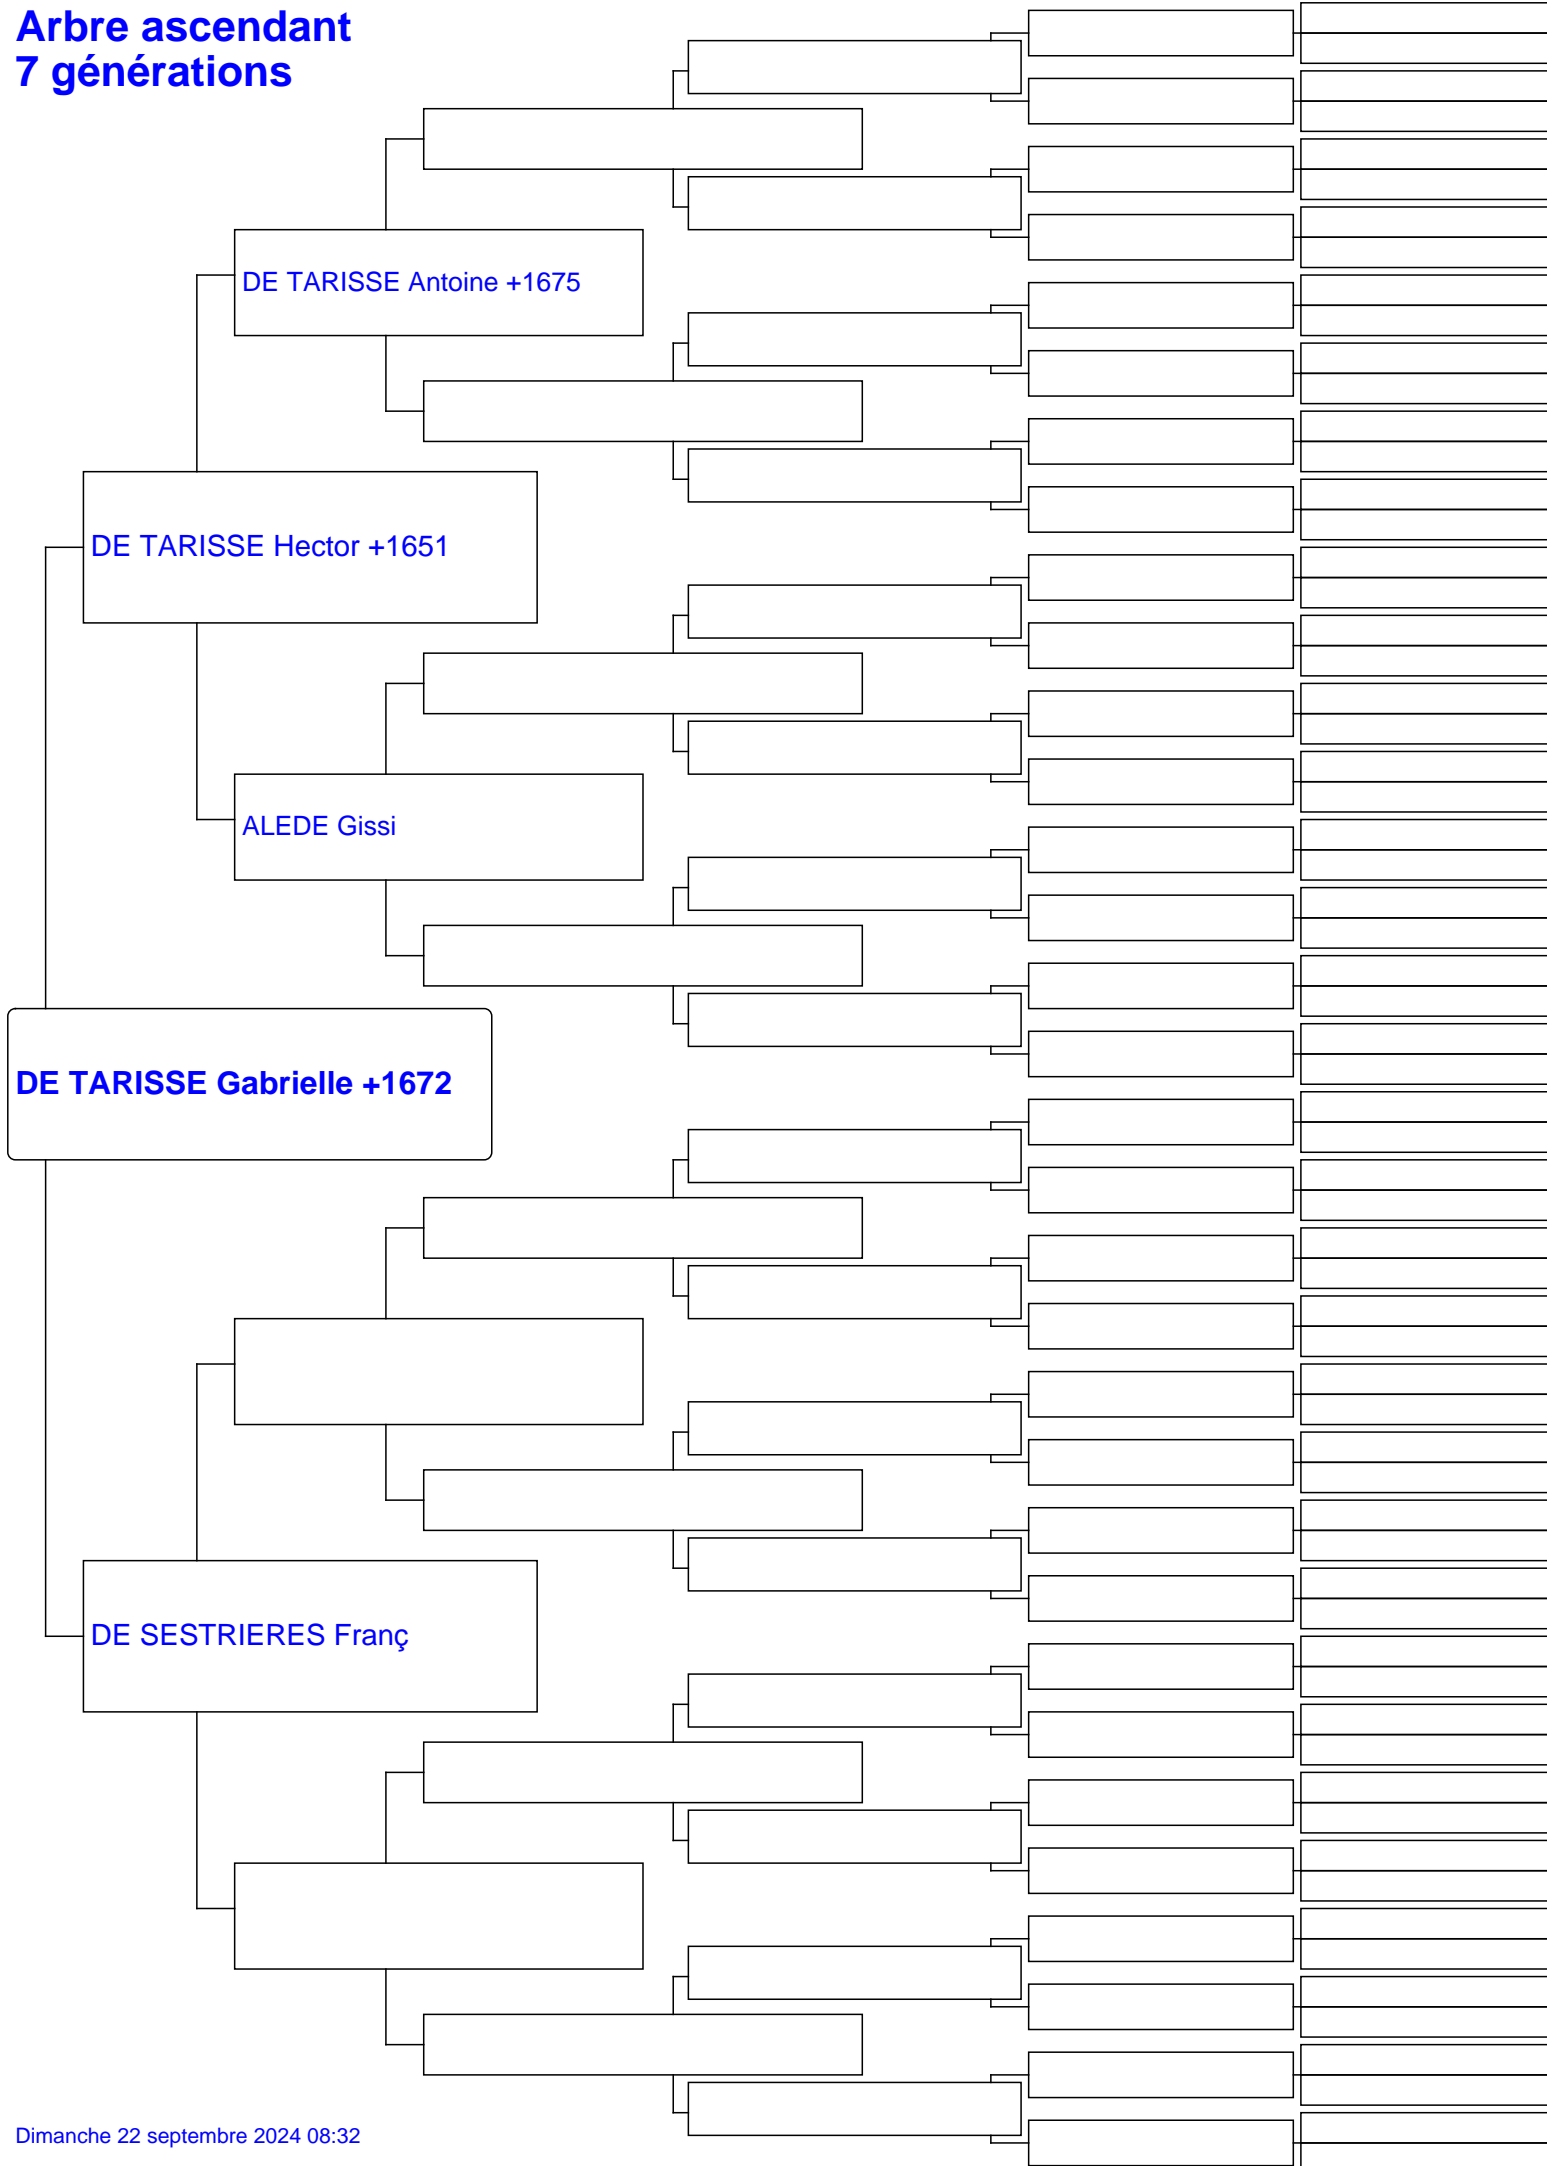 Arbre ascendant
7 générations
DE TARISSE Antoine +1675
DE TARISSE Hector +1651
ALEDE Gissi
DE TARISSE Gabrielle +1672
DE SESTRIERES Franç
Dimanche 22 septembre 2024 08:32